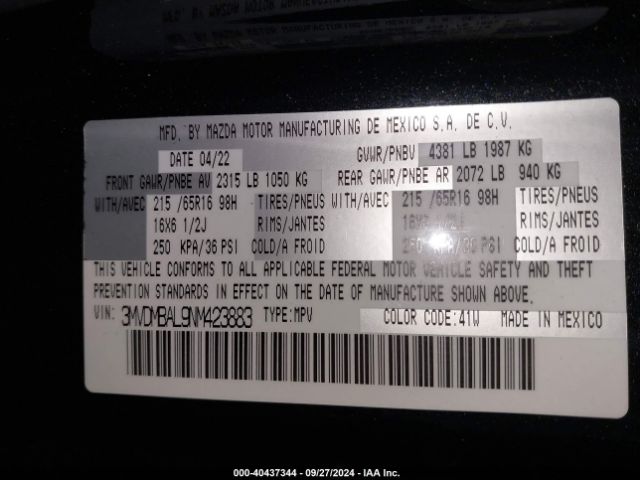 MFD. BY MAZDA MOTOR MANUFACTURING DE MEXICO S.A. DE C.V.
DATE 04/22 GVWR/PNBV 4381 LB 1987 KG
FRONT GAWR/PNBE AV 2315 LB 1050 KG REAR GAWR/PNBE AR 2072 LB 940 KG
WITH/AVEC 215 /65R16 98H TIRES/PNEUS WITH/AVEC 215 /65R16 98H TIRES/PNEUS
16X6 1/2J RIMS/JANTES RIMS/JANTES
250 KPA/36 PSI COLD/A FROID 250 KPA/36 PSI COLD/A FROID
THIS VEHICLE CONFORMS TO ALL APPLICABLE FEDERAL MOTOR VEHICLE SAFETY AND THEFT
PREVENTION STANDARDS IN EFFECT ON THE DATE OF MANUFACTURE SHOWN ABOVE.
VIN: 3MVDMBAL9NM423883 TYPE:MPV COLOR CODE:41W MADE IN MEXICO
000-40437344 - 09/27/2024 - IAA Inc.